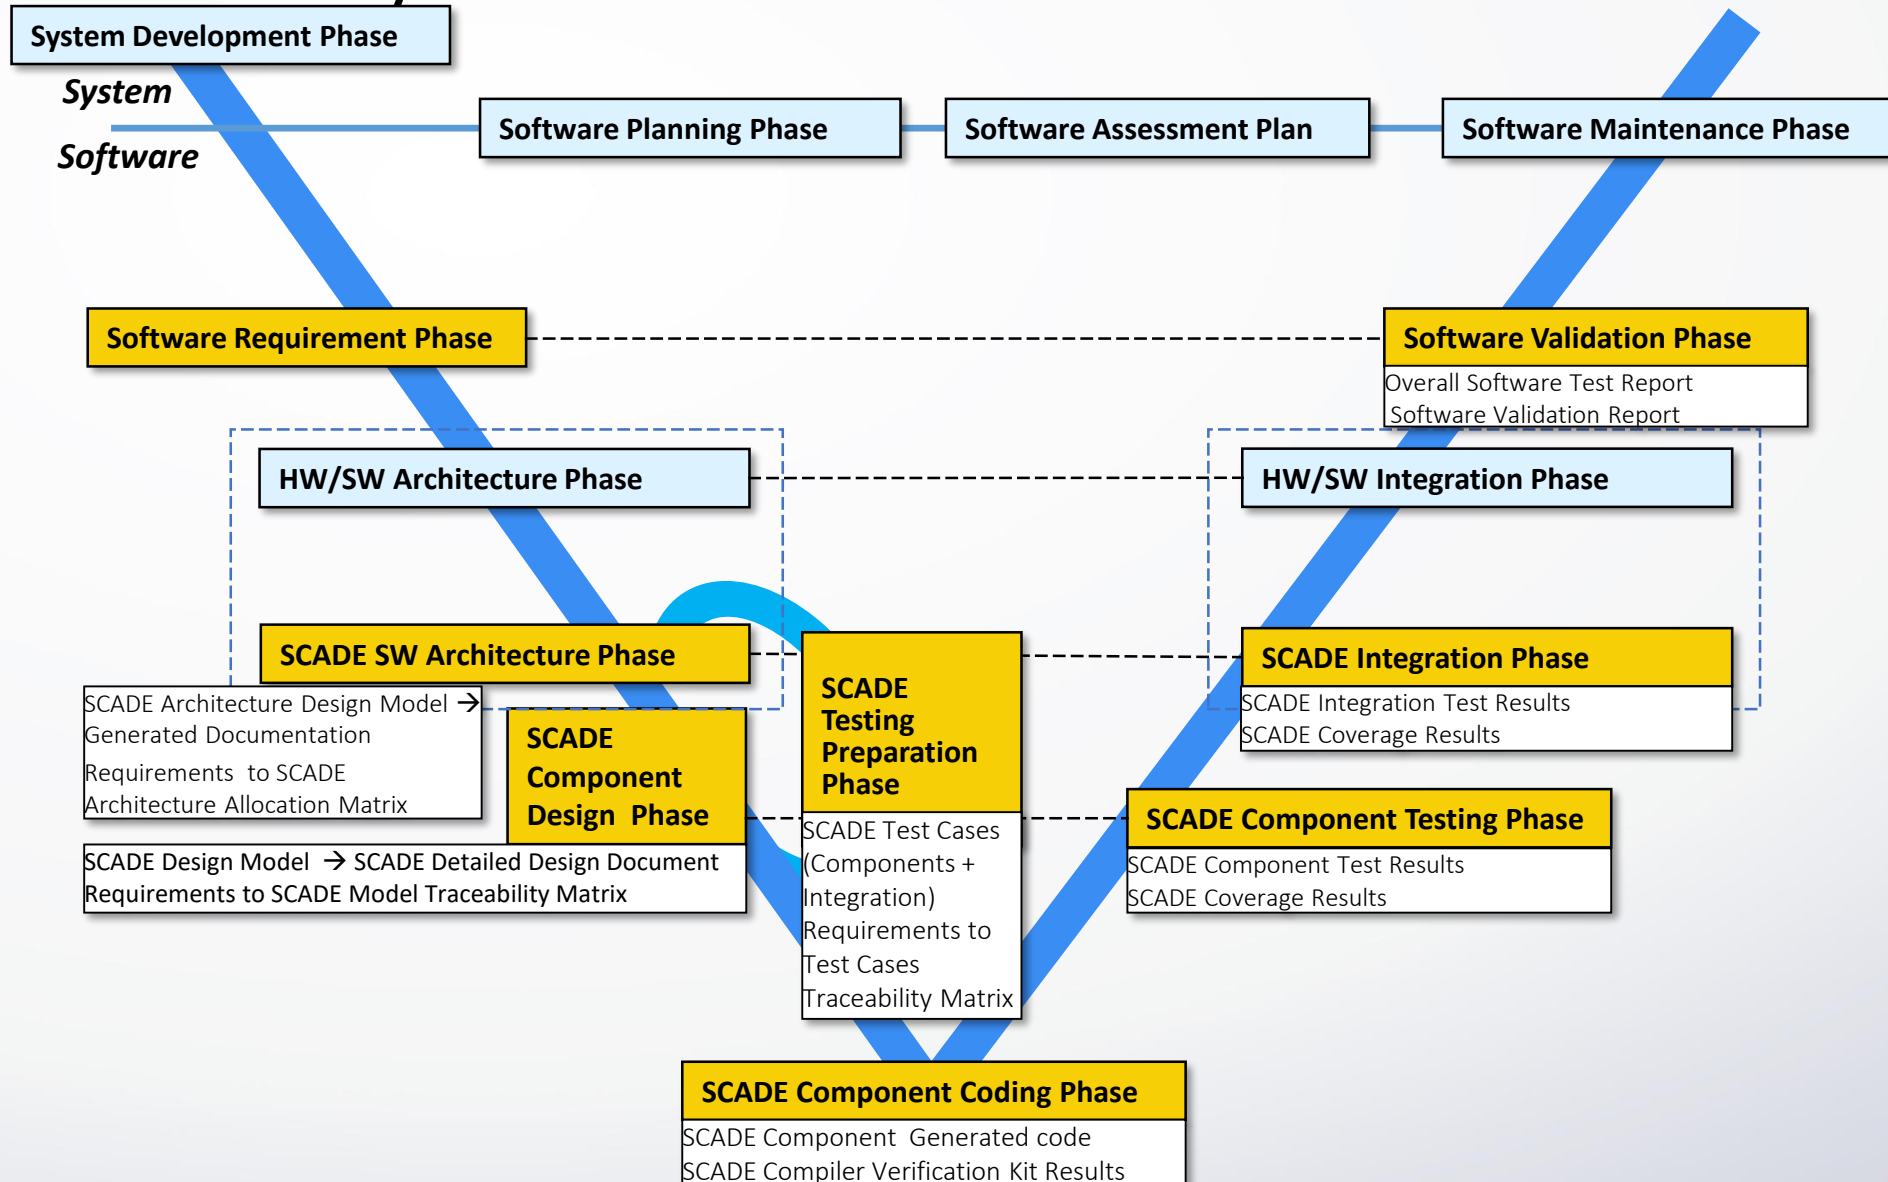 System Development Phase
System
Software
Software Planning Phase
Software Assessment Plan
Software Maintenance Phase
Software Requirement Phase
Software Validation Phase
Overall Software Test Report
Software Validation Report
HW/SW Architecture Phase
HW/SW Integration Phase
SCADE SW Architecture Phase
SCADE Architecture Design Model →
Generated Documentation
Requirements to SCADE
Architecture Allocation Matrix
SCADE
Component
Design Phase
SCADE Design Model → SCADE Detailed Design Document
Requirements to SCADE Model Traceability Matrix
SCADE
Testing
Preparation
Phase
SCADE Test Cases
(Components +
Integration)
Requirements to
Test Cases
Traceability Matrix
SCADE Integration Phase
SCADE Integration Test Results
SCADE Coverage Results
SCADE Component Testing Phase
SCADE Component Test Results
SCADE Coverage Results
SCADE Component Coding Phase
SCADE Component Generated code
SCADE Compiler Verification Kit Results